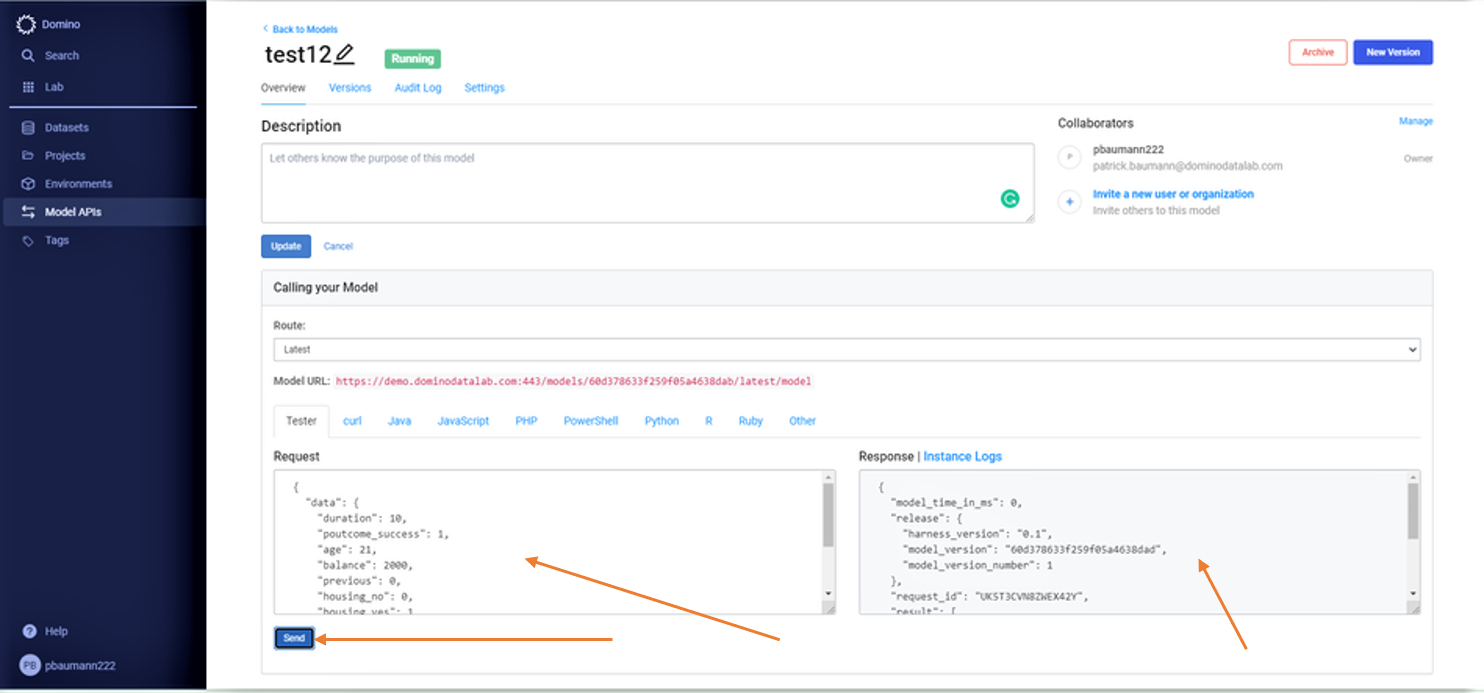 Domino
Search
Lab
Datasets
Projects
Environments
Model APIs
Tags
? Help
PB pbaumann222
Back to Models
test12
Running
Archive
New Version
Overview Versions Audit Log Settings
Description
Let others know the purpose of this model
Update Cancel
Collaborators Manage
P
pbaumann222
patrick.baumann@dominodatalab.com
Owner
+
Invite a new user or organization
Invite others to this model
Calling your Model
Route:
Latest
Model URL: https://demo.dominodatalab.com:443/models/60d378633f259f05a4638dab/latest/model
Tester curl Java JavaScript PHP PowerShell Python R Ruby Other
Request
{
"data": {
"duration": 10,
"poutcome_success": 1,
"age": 21,
"balance": 2000,
"previous": 0,
"housing_no": 0,
"housing_yes": 1
Send
Response | Instance Logs
{
"model_time_in_ms": 0,
"release": {
"harness_version": "0.1",
"model_version": "60d378633f259f05a4638dad",
"model_version_number": 1
},
"request_id": "UKST3CVN8ZWEX42Y",
"result": [